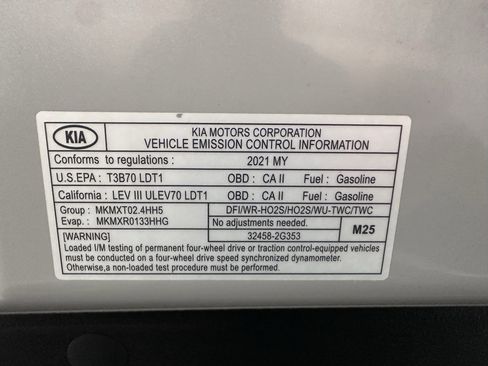 KIA
KIA MOTORS CORPORATION
VEHICLE EMISSION CONTROL INFORMATION
Conforms to regulations : 2021 MY
U.S.EPA : T3B70 LDT1 OBD : CA II Fuel : Gasoline
California : LEV III ULEV70 LDT1 OBD : CA II Fuel : Gasoline
Group : MKMXT02.4HH5 DFI/WR-HO2S/HO2S/WU-TWC/TWC
Evap. : MKMXR0133HHG No adjustments needed.
[WARNING] 32458-2G353 M25
Loaded I/M testing of permanent four-wheel drive or traction control-equipped vehicles
must be conducted on a four-wheel drive speed synchronized dynamometer.
Otherwise,a non-loaded test procedure must be performed.